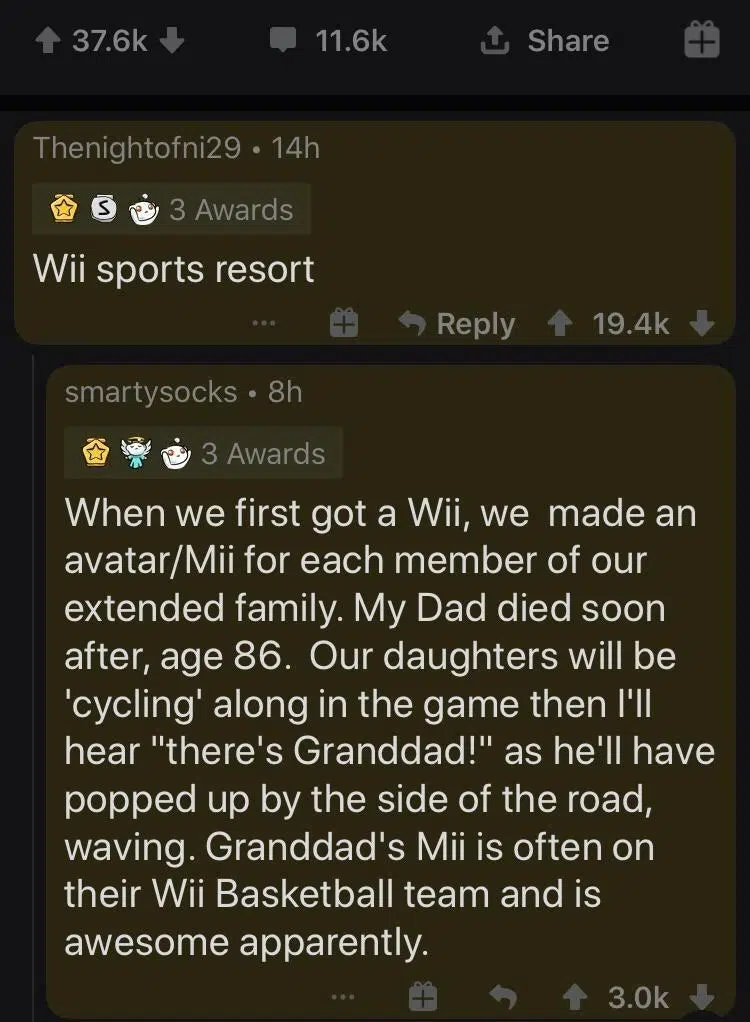 37.6k 11.6k Share
Thenightofni29 • 14h
S 3 Awards
Wii sports resort
... Reply 19.4k
smartysocks • 8h
3 Awards
When we first got a Wii, we  made an
avatar/Mii for each member of our
extended family. My Dad died soon
after, age 86.  Our daughters will be
'cycling' along in the game then I'll
hear "there's Granddad!" as he'll have
popped up by the side of the road,
waving. Granddad's Mii is often on
their Wii Basketball team and is
awesome apparently.
... 3.0k